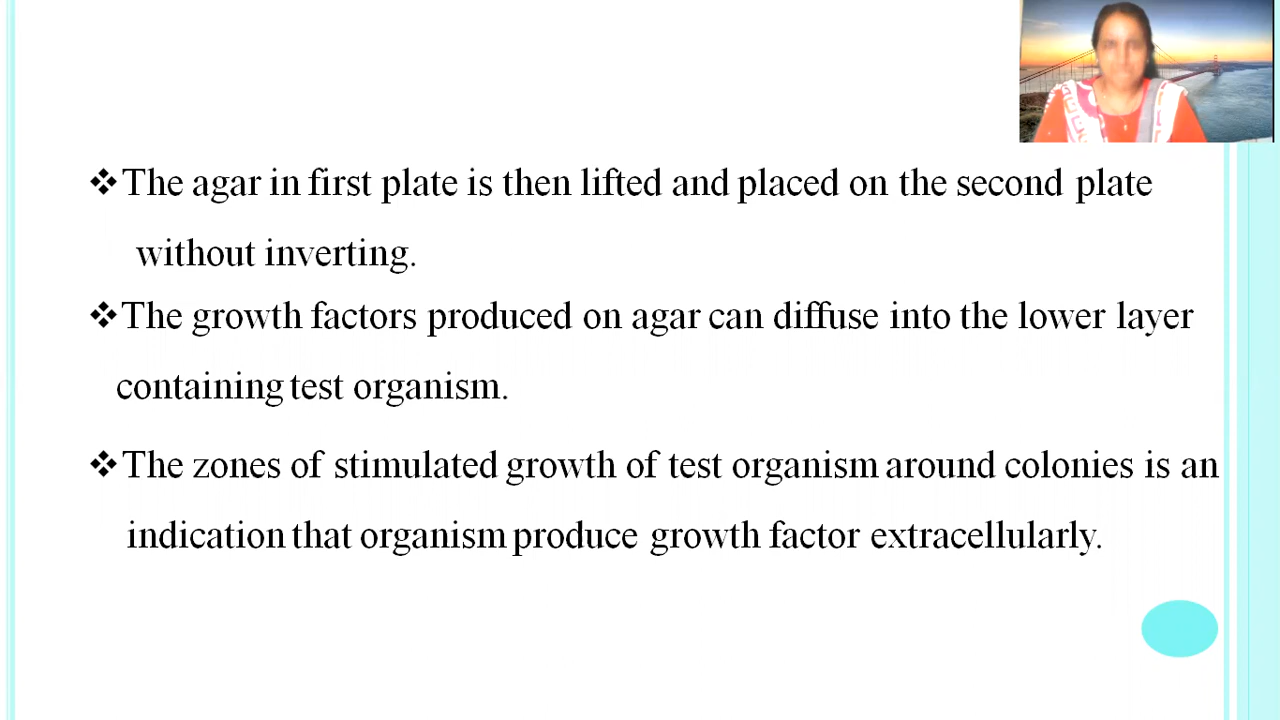 ❖The agar in first plate is then lifted and placed on the second plate
without inverting.
❖The growth factors produced on agar can diffuse into the lower layer
containing test organism.
❖The zones of stimulated growth of test organism around colonies is an
indication that organism produce growth factor extracellularly.